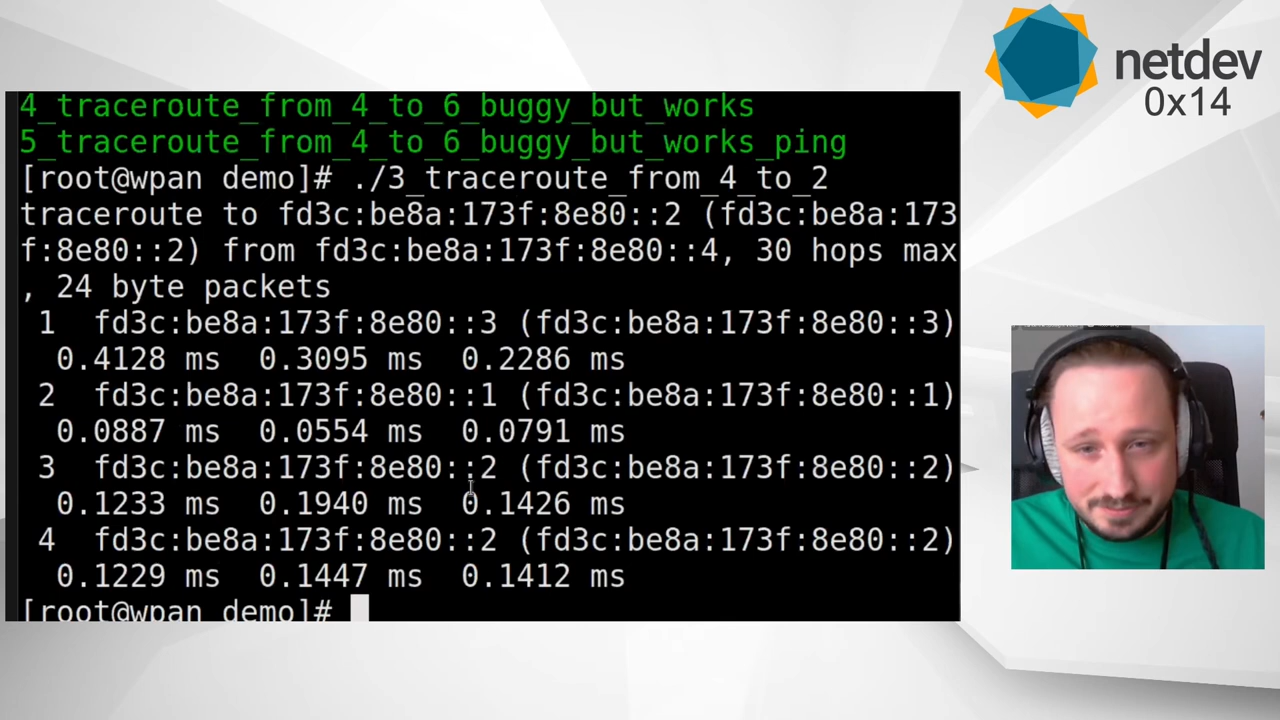 netdev
0x14
4_traceroute_from_4_to_6_buggy_but_works
5_traceroute_from_4_to_6_buggy_but_works_ping
[root@wpan demo]# ./3_traceroute_from_4_to_2
traceroute to fd3c:be8a:173f:8e80::2 (fd3c:be8a:173
f:8e80::2) from fd3c:be8a:173f:8e80::4, 30 hops max
, 24 byte packets
1 fd3c:be8a:173f:8e80::3 (fd3c:be8a:173f:8e80::3)
0.4128 ms 0.3095 ms 0.2286 ms
2 fd3c:be8a:173f:8e80::1 (fd3c:be8a:173f:8e80::1)
0.0887 ms 0.0554 ms 0.0791 ms
3 fd3c:be8a:173f:8e80::2 (fd3c:be8a:173f:8e80::2)
0.1233 ms 0.1940 ms 0.1426 ms
4 fd3c:be8a:173f:8e80::2 (fd3c:be8a:173f:8e80::2)
0.1229 ms 0.1447 ms 0.1412 ms
[root@wpan demo]#